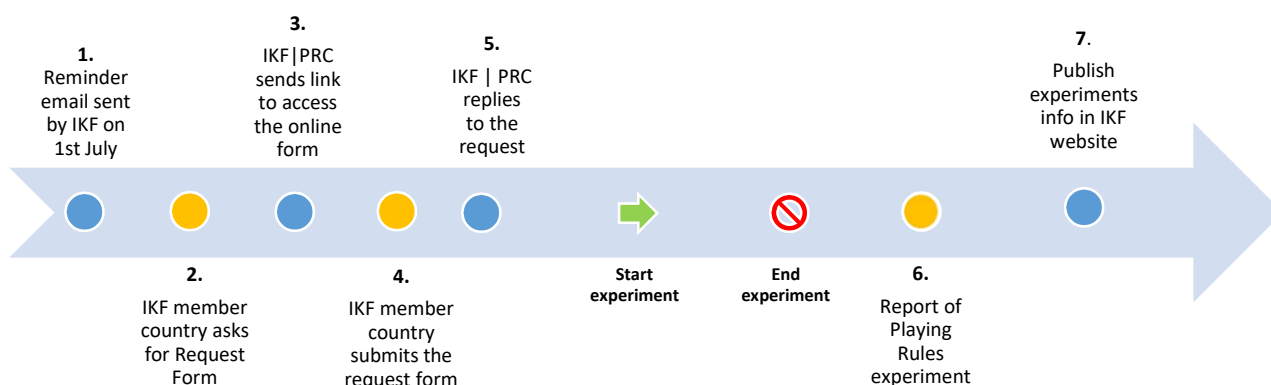 1.
Reminder
email sent
by IKF on
1st July
2.
IKF member
country asks
for Request
Form
3.
IKF|PRC
sends link
to access
the online
form
4.
IKF member
country
submits the
request form
5.
IKF | PRC
replies
to the
request
Start
experiment
End
experiment
6.
Report of
Playing
Rules
experiment
7.
Publish
experiments
info in IKF
website